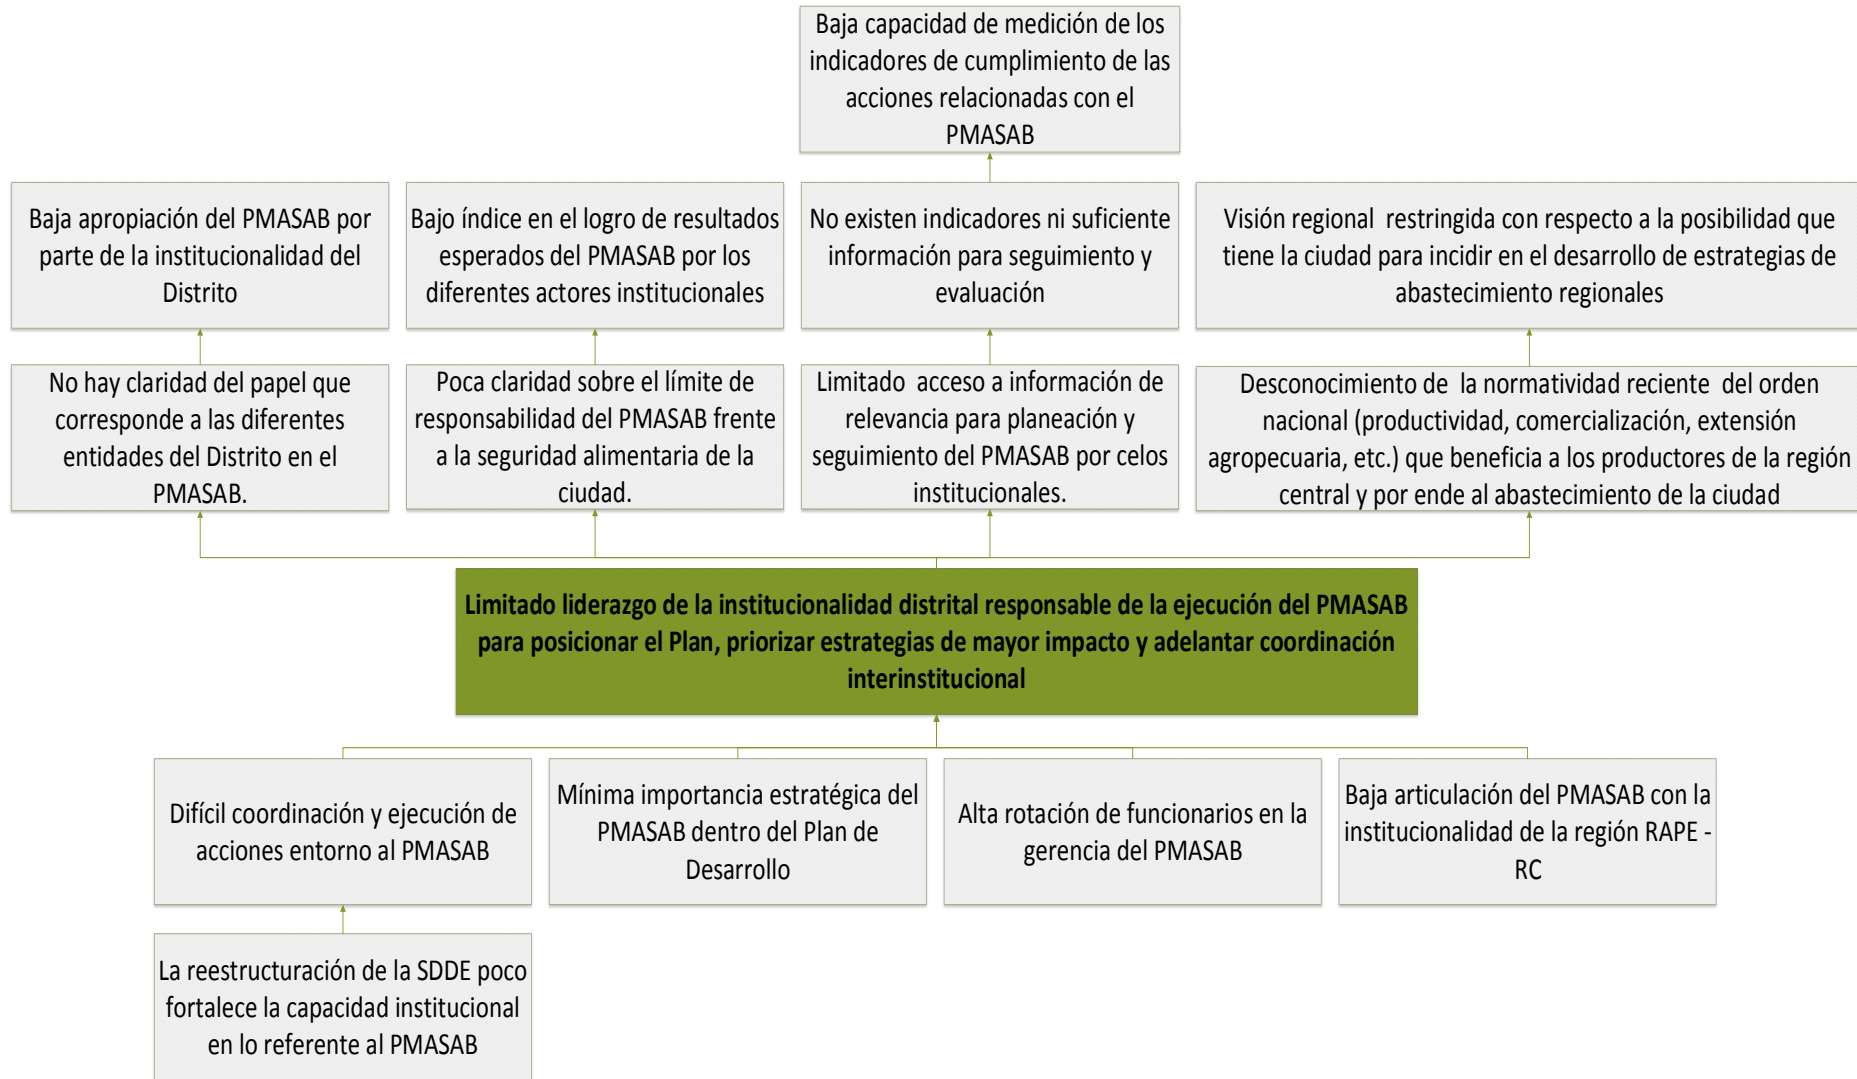 Baja capacidad de medición de los
indicadores de cumplimiento de las
acciones relacionadas con el
PMASAB
Baja apropiación del PMASAB por
parte de la institucionalidad del
Distrito
Bajo índice en el logro de resultados
esperados del PMASAB por los
diferentes actores institucionales
No existen indicadores ni suficiente
información para seguimiento y
evaluación
Visión regional restringida con respecto a la posibilidad que
tiene la ciudad para incidir en el desarrollo de estrategias de
abastecimiento regionales
No hay claridad del papel que
corresponde a las diferentes
entidades del Distrito en el
PMASAB.
Poca claridad sobre el límite de
responsabilidad del PMASAB frente
a la seguridad alimentaria de la
ciudad.
Limitado acceso a información de
relevancia para planeación y
seguimiento del PMASAB por celos
institucionales.
Desconocimiento de la normatividad reciente del orden
nacional (productividad, comercialización, extensión
agropecuaria, etc.) que beneficia a los productores de la región
central y por ende al abastecimiento de la ciudad
Limitado liderazgo de la institucionalidad distrital responsable de la ejecución del PMASAB
para posicionar el Plan, priorizar estrategias de mayor impacto y adelantar coordinación
interinstitucional
Difícil coordinación y ejecución de
acciones entorno al PMASAB
Mínima importancia estratégica del
PMASAB dentro del Plan de
Desarrollo
Alta rotación de funcionarios en la
gerencia del PMASAB
Baja articulación del PMASAB con la
institucionalidad de la región RAPE -
RC
La reestructuración de la SDDE poco
fortalece la capacidad institucional
en lo referente al PMASAB